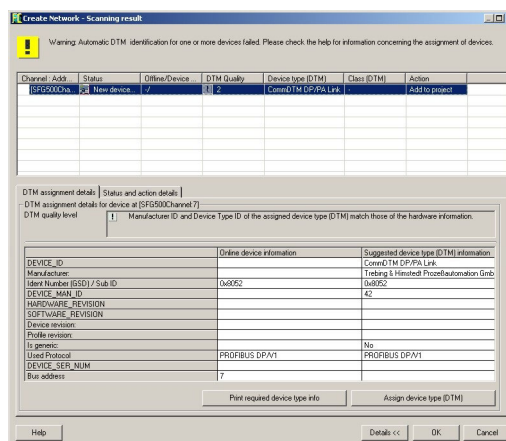 Create Network - Scanning result
Warning: Automatic DTM identification for one or more devices failed. Please check the help for information concerning the assignment of devices.
Channel : Addr... Status Offline/Device ... DTM Quality Device type (DTM) Class (DTM) Action
{SFG500Cha... New device... -/ ! 2 CommDTM DP/PA Link - Add to project
DTM assignment details Status and action details
DTM assignment details for device at {SFG500Channel:7}
DTM quality level ! Manufacturer ID and Device Type ID of the assigned device type (DTM) match those of the hardware information.
Online device information Suggested device type (DTM) information
DEVICE_ID CommDTM DP/PA Link
Manufacturer: Trebing & Himstedt Prozeßautomation Gmb
Ident Number (GSD) / Sub ID 0x8052 0x8052
DEVICE_MAN_ID 42
HARDWARE_REVISION
SOFTWARE_REVISION
Device revision:
Profile revision:
Is generic: No
Used Protocol PROFIBUS DP/V1 PROFIBUS DP/V1
DEVICE_SER_NUM
Bus address 7
Print required device type info Assign device type (DTM)
Help Details << OK Cancel